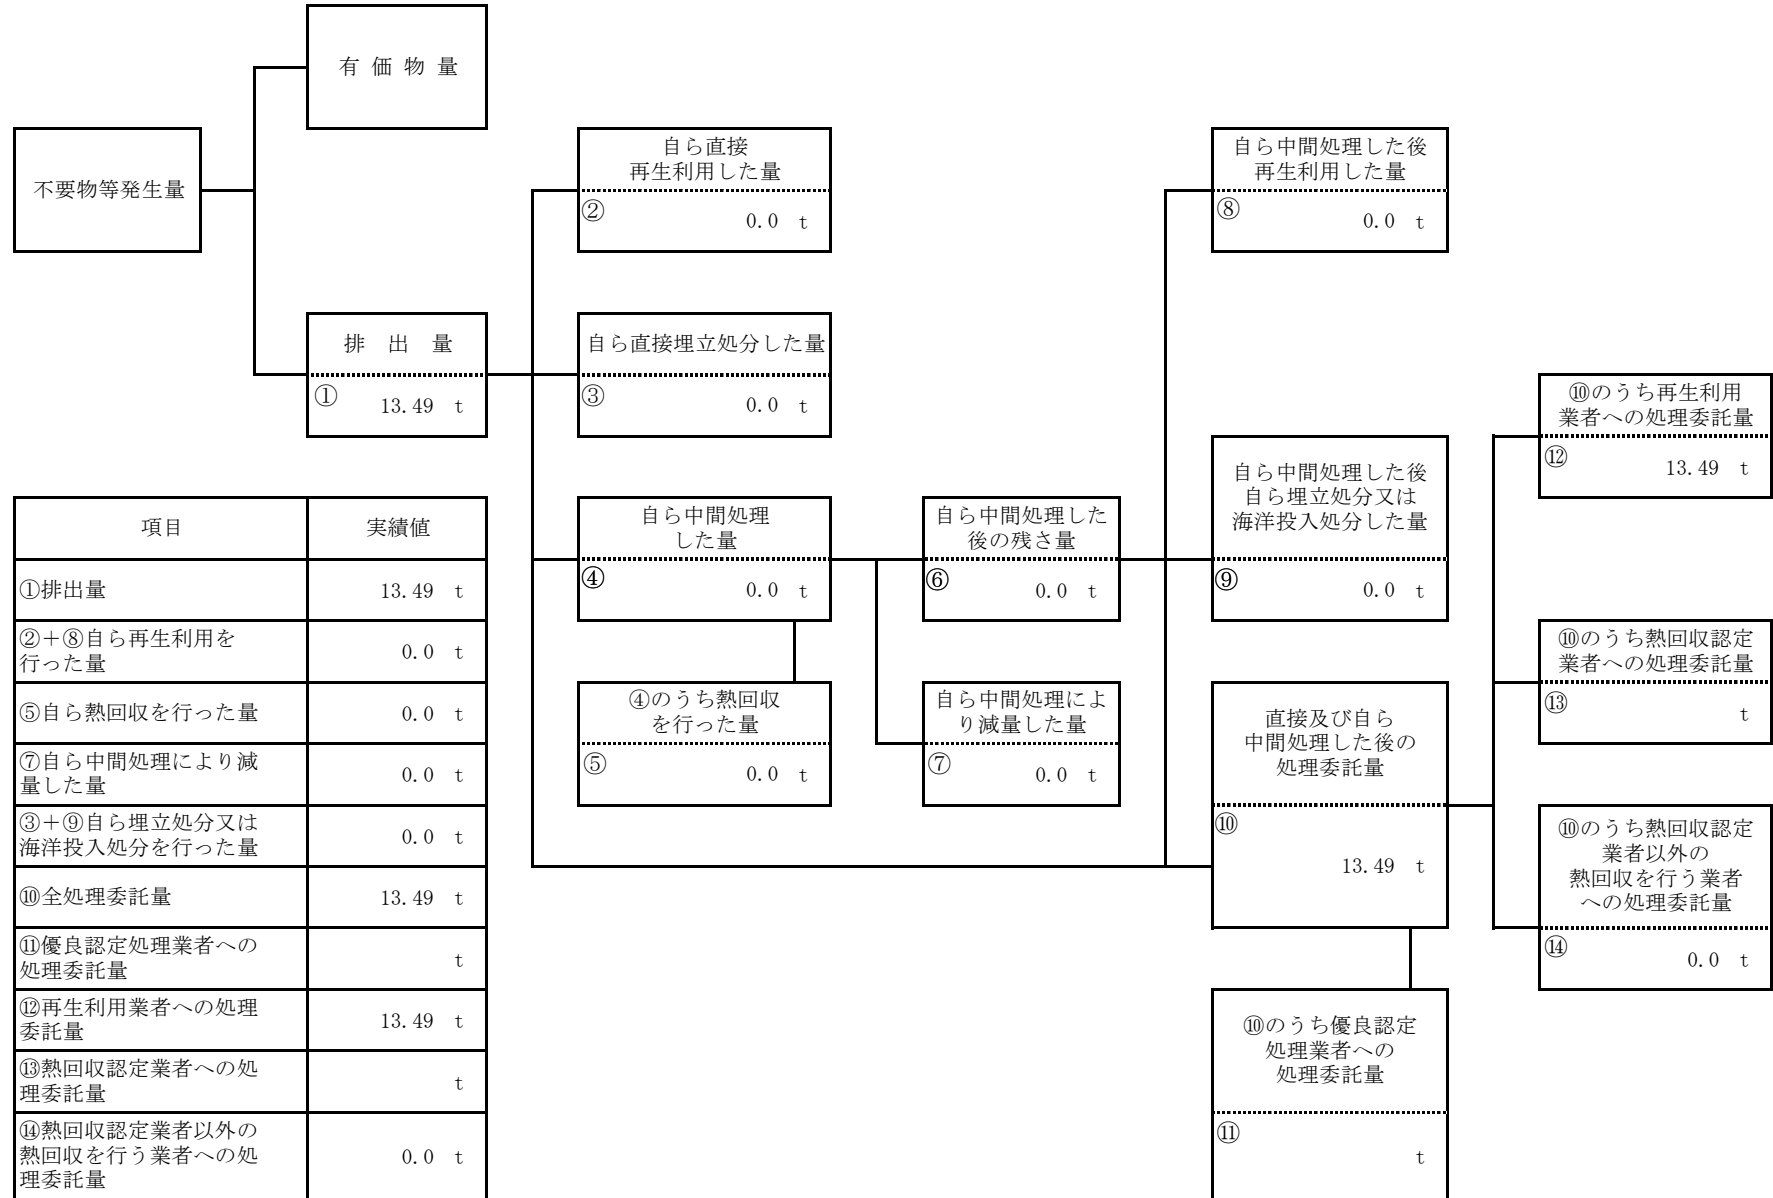 有 価 物 量
不要物等発生量
自ら直接
再生利用した量
②
0.0 t
自ら中間処理した後
再生利用した量
⑧
0.0 t
排 出 量
①
13.49 t
自ら直接埋立処分した量
③
0.0 t
⑩のうち再生利用
業者への処理委託量
⑫
13.49 t
自ら中間処理
した量
④
0.0 t
自ら中間処理した
後の残さ量
⑥
0.0 t
自ら中間処理した後
自ら埋立処分又は
海洋投入処分した量
⑨
0.0 t
⑩のうち熱回収認定
業者への処理委託量
⑬
t
④のうち熱回収
を行った量
⑤
0.0 t
自ら中間処理によ
り減量した量
⑦
0.0 t
直接及び自ら
中間処理した後の
処理委託量
⑩
13.49 t
⑩のうち熱回収認定
業者以外の
熱回収を行う業者
への処理委託量
⑭
0.0 t
⑩のうち優良認定
処理業者への
処理委託量
⑪
t
項目 実績値
①排出量 13.49 t
②＋⑧自ら再生利用を
行った量 0.0 t
⑤自ら熱回収を行った量 0.0 t
⑦自ら中間処理により減
量した量 0.0 t
③＋⑨自ら埋立処分又は
海洋投入処分を行った量 0.0 t
⑩全処理委託量 13.49 t
⑪優良認定処理業者への
処理委託量 t
⑫再生利用業者への処理
委託量 13.49 t
⑬熱回収認定業者への処
理委託量 t
⑭熱回収認定業者以外の
熱回収を行う業者への処
理委託量 0.0 t